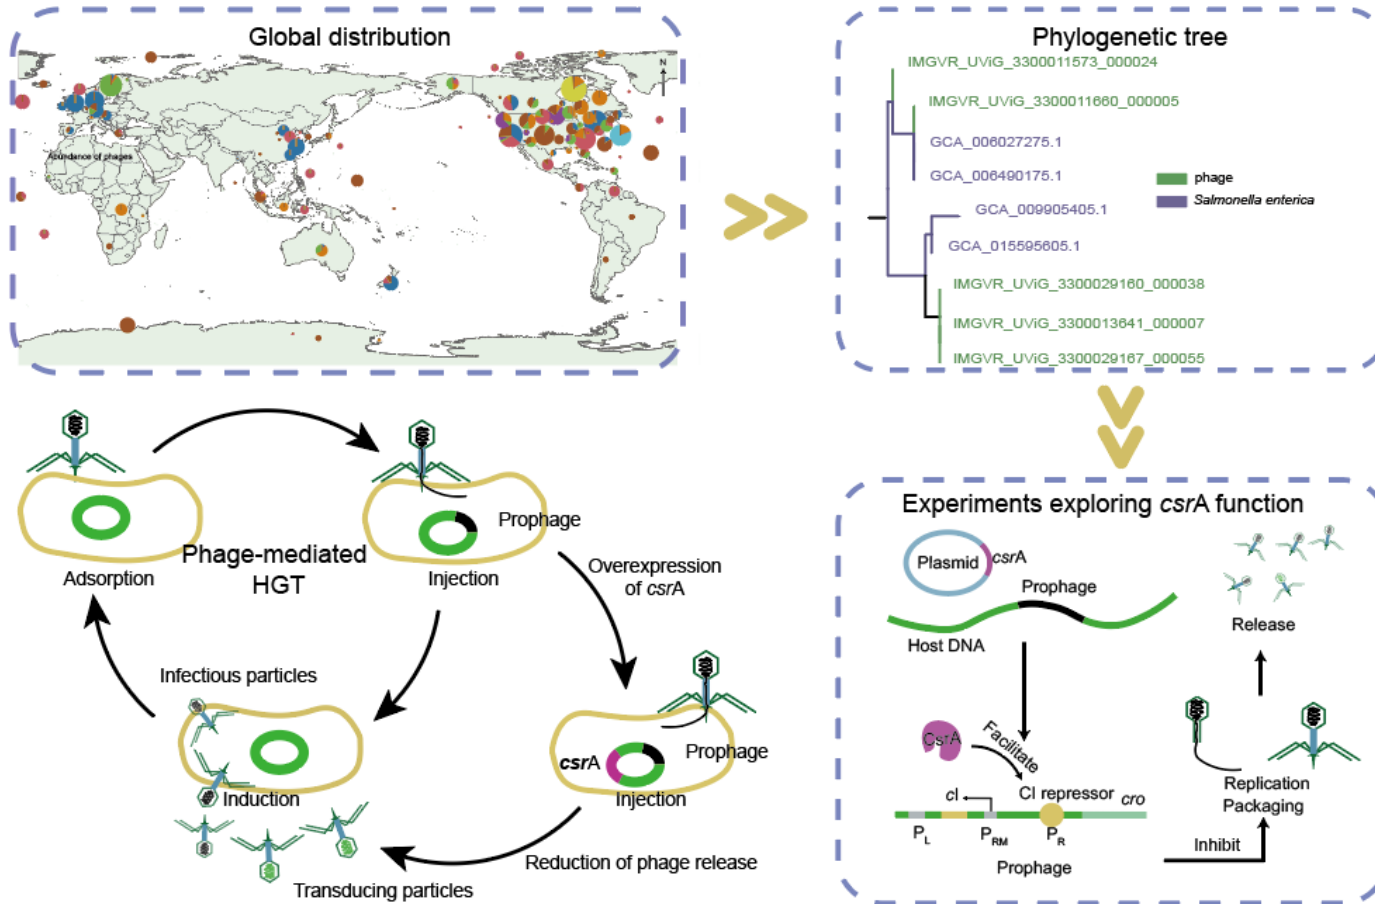 Global distribution
N
Abundance of phages
Phylogenetic tree
IMGVR_UViG_3300011573_000024
IMGVR_UViG_3300011660_000005
GCA_006027275.1
GCA_006490175.1
GCA_009905405.1
GCA_015595605.1
IMGVR_UViG_3300029160_000038
IMGVR_UViG_3300013641_000007
IMGVR_UViG_3300029167_000055
phage
Salmonella enterica
Phage-mediated
HGT
Adsorption
Prophage
Injection
Overexpression
of csrA
Infectious particles
Induction
Prophage
csrA
Injection
Reduction of phage release
Transducing particles
Experiments exploring csrA function
Plasmid
csrA
Prophage
Host DNA
Release
CsrA
Facilitate
cI
CI repressor
cro
PL
PRM
PR
Prophage
Replication
Packaging
Inhibit